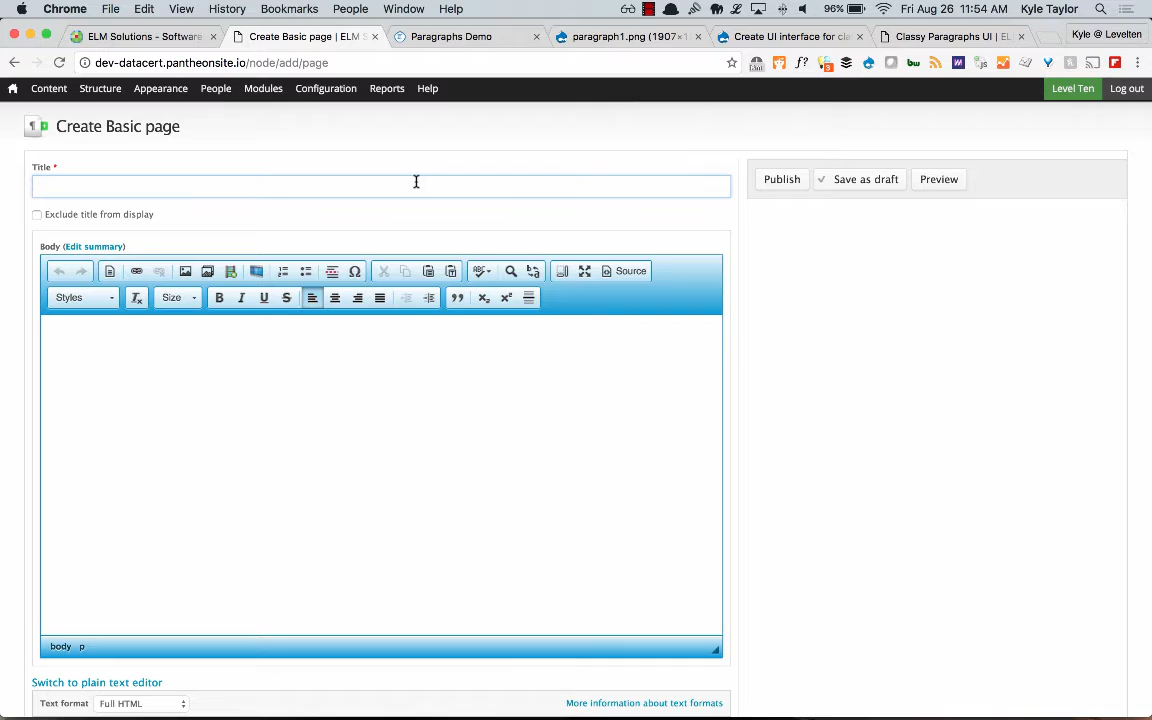 Chrome File Edit View History Bookmarks People Window Help 96% Fri Aug 26 11:54 AM Kyle Taylor
ELM Solutions - Software Create Basic page | ELM S Paragraphs Demo paragraph1.png (1907×1 Create UI interface for cla Classy Paragraphs UI | EL Kyle @ Levelten
dev-datacert.pantheonsite.io/node/add/page
Content Structure Appearance People Modules Configuration Reports Help Level Ten Log out
Create Basic page
Title *
Publish Save as draft Preview
Exclude title from display
Body (Edit summary)
Source
Styles Size B I U S
body p
Switch to plain text editor
Text format Full HTML More information about text formats